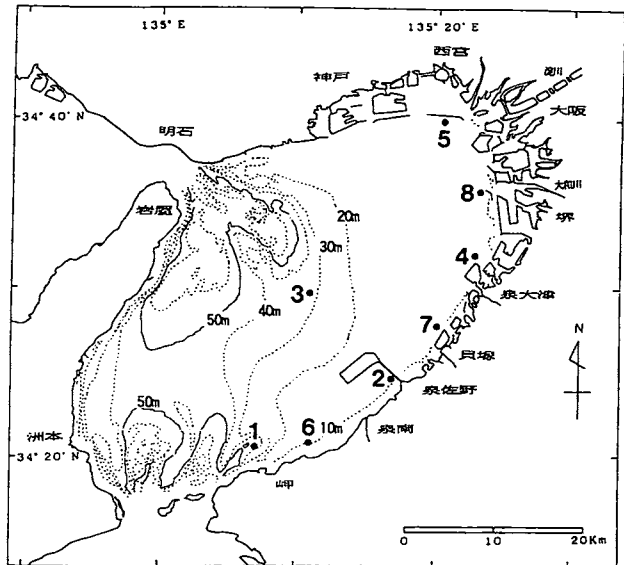 135° E
135° 20' E
西宮
神戸
淀川
大阪
34° 40' N
明石
5
大和川
8
岩屋
20m
堺
30m
4
3
40m
泉大津
50m
7
貝塚
N
2
泉佐野
50m
洲本
1
6
10m
泉南
34° 20' N
岬
0
10
20Km